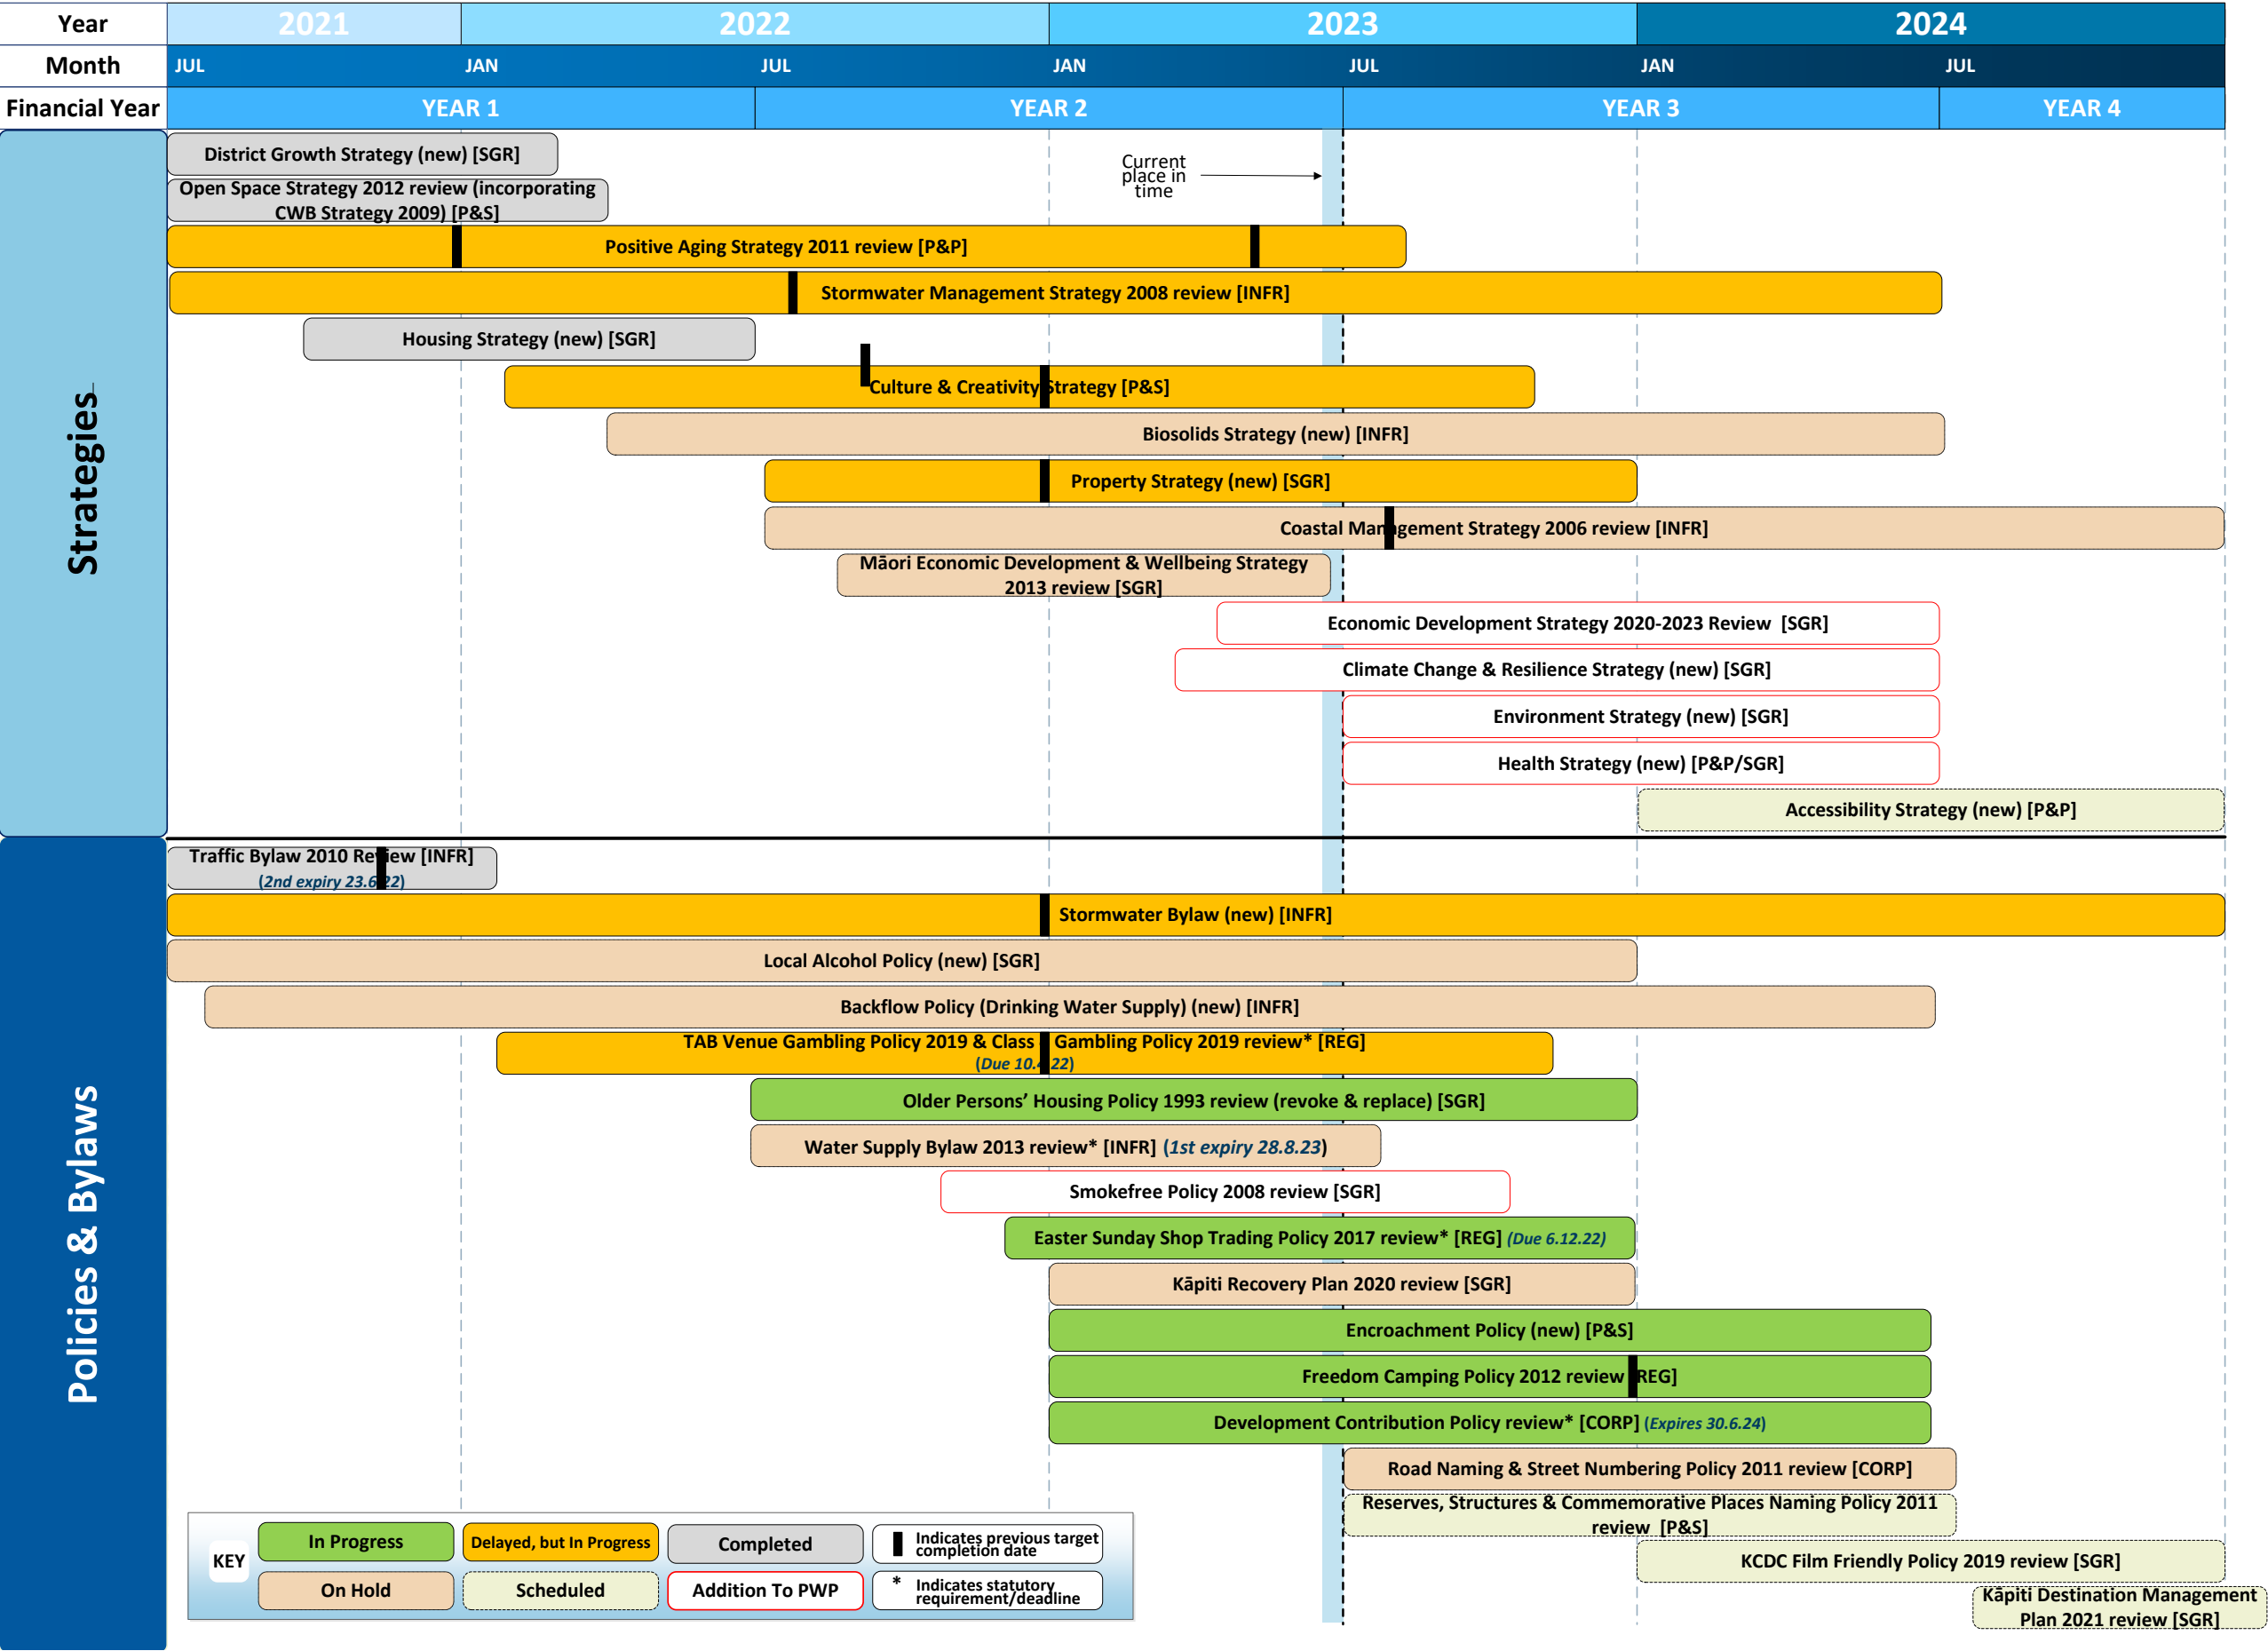 Year
2021
2022
2023
2024
Month
JUL
JAN
JUL
JAN
JUL
JAN
JUL
Financial Year
YEAR 1
YEAR 2
YEAR 3
YEAR 4
Strategies
District Growth Strategy (new) [SGR]
Current
place in
time
Open Space Strategy 2012 review (incorporating
CWB Strategy 2009) [P&S]
Positive Aging Strategy 2011 review [P&P]
Stormwater Management Strategy 2008 review [INFR]
Housing Strategy (new) [SGR]
Culture & Creativity Strategy [P&S]
Biosolids Strategy (new) [INFR]
Property Strategy (new) [SGR]
Coastal Management Strategy 2006 review [INFR]
Māori Economic Development & Wellbeing Strategy
2013 review [SGR]
Economic Development Strategy 2020-2023 Review [SGR]
Climate Change & Resilience Strategy (new) [SGR]
Environment Strategy (new) [SGR]
Health Strategy (new) [P&P/SGR]
Accessibility Strategy (new) [P&P]
Policies & Bylaws
Traffic Bylaw 2010 Review [INFR]
(2nd expiry 23.6.22)
Stormwater Bylaw (new) [INFR]
Local Alcohol Policy (new) [SGR]
Backflow Policy (Drinking Water Supply) (new) [INFR]
TAB Venue Gambling Policy 2019 & Class Gambling Policy 2019 review* [REG]
(Due 10.4.22)
Older Persons’ Housing Policy 1993 review (revoke & replace) [SGR]
Water Supply Bylaw 2013 review* [INFR] (1st expiry 28.8.23)
Smokefree Policy 2008 review [SGR]
Easter Sunday Shop Trading Policy 2017 review* [REG] (Due 6.12.22)
Kāpiti Recovery Plan 2020 review [SGR]
Encroachment Policy (new) [P&S]
Freedom Camping Policy 2012 review [REG]
Development Contribution Policy review* [CORP] (Expires 30.6.24)
Road Naming & Street Numbering Policy 2011 review [CORP]
Reserves, Structures & Commemorative Places Naming Policy 2011
review [P&S]
KCDC Film Friendly Policy 2019 review [SGR]
Kāpiti Destination Management
Plan 2021 review [SGR]
KEY
In Progress
Delayed, but In Progress
Completed
Indicates previous target
completion date
On Hold
Scheduled
Addition To PWP
* Indicates statutory
requirement/deadline